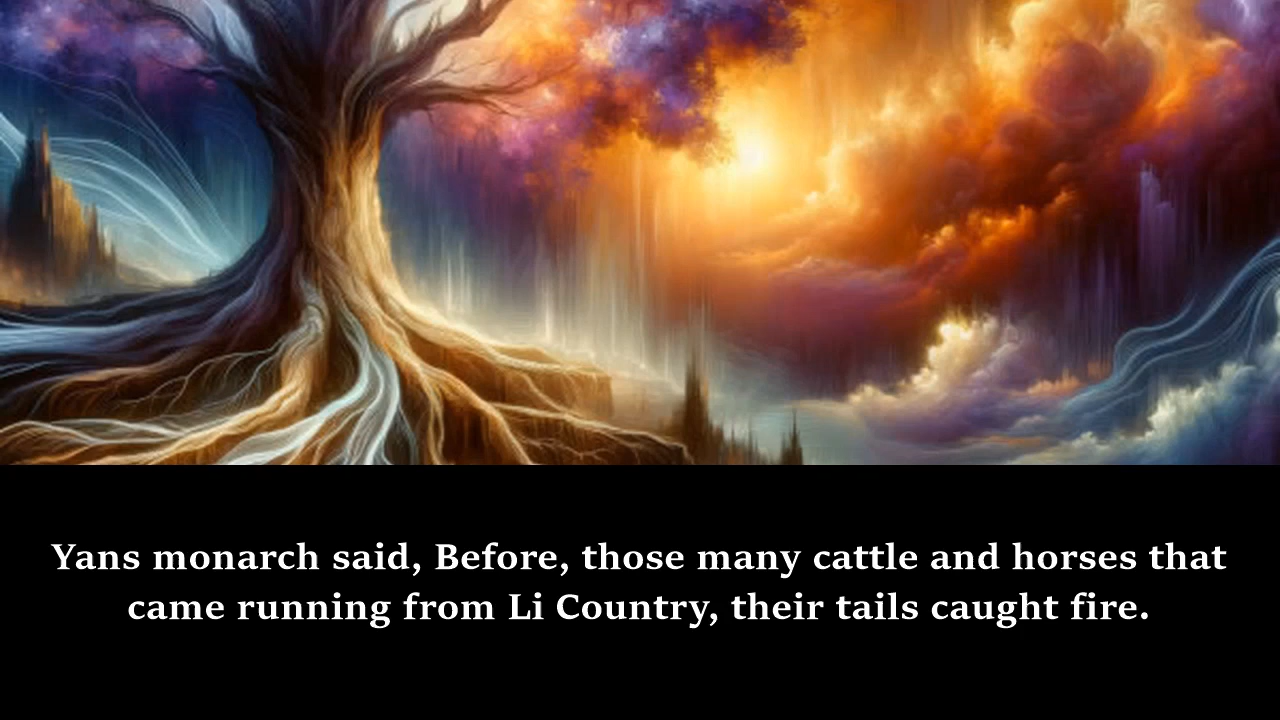 Yans monarch said, Before, those many cattle and horses that
came running from Li Country, their tails caught fire.